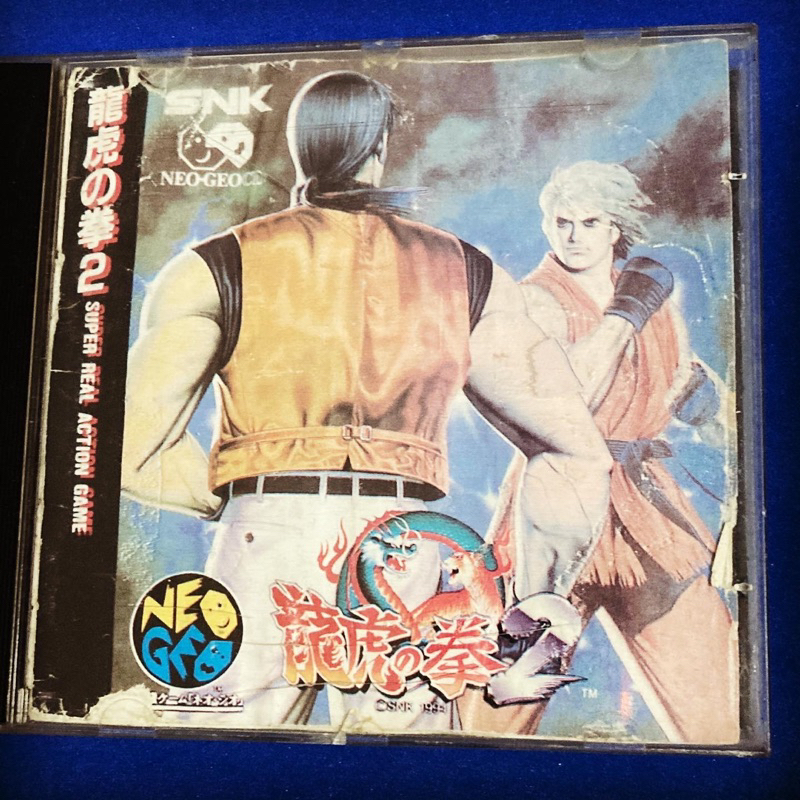 龍虎の拳2 SUPER REAL ACTION GAME
SNK
NEO·GEO CD
NEO
GEO
龍虎の拳2
TM
©SNK